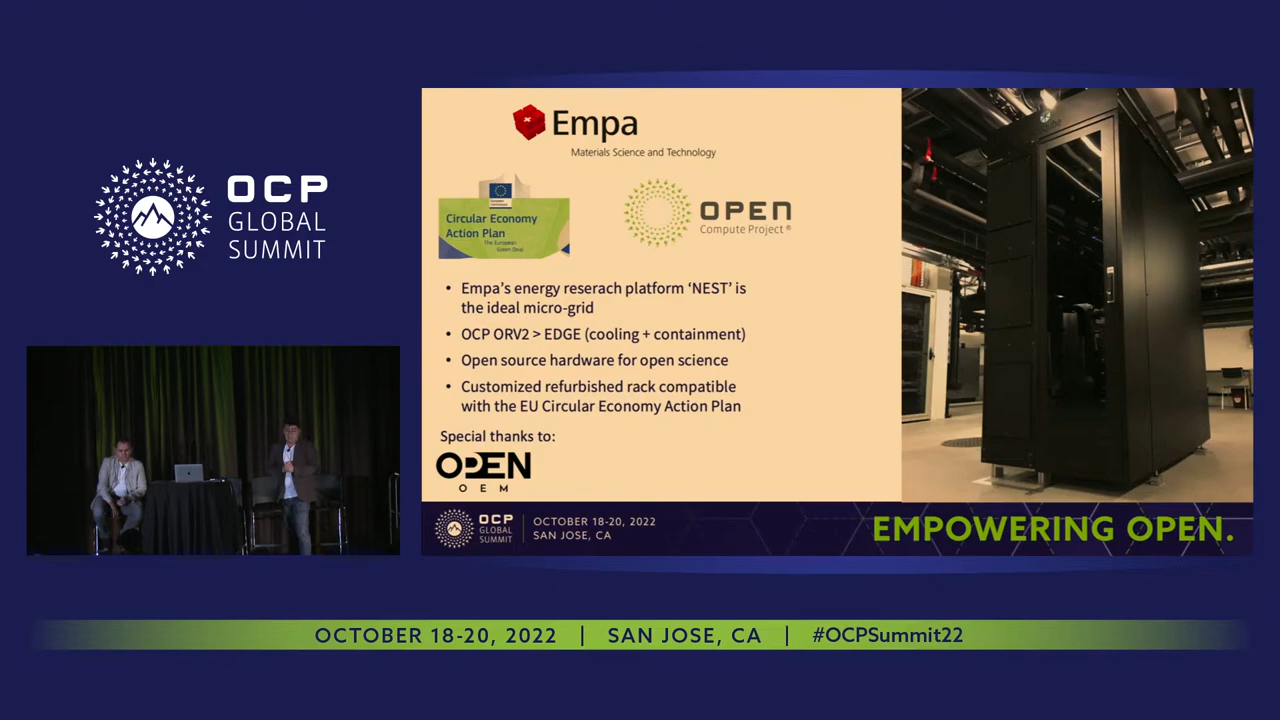 OCP
GLOBAL
SUMMIT
Empa
Materials Science and Technology
Circular Economy
Action Plan
The European
Green Deal
OPEN
Compute Project ®
• Empa's energy reserach platform 'NEST' is
the ideal micro-grid
• OCP ORV2 > EDGE (cooling + containment)
• Open source hardware for open science
• Customized refurbished rack compatible
with the EU Circular Economy Action Plan
Special thanks to:
OPEN
OEM
OCP
GLOBAL
SUMMIT
OCTOBER 18-20, 2022
SAN JOSE, CA
EMPOWERING OPEN.
OCTOBER 18-20, 2022 | SAN JOSE, CA | #OCPSummit22